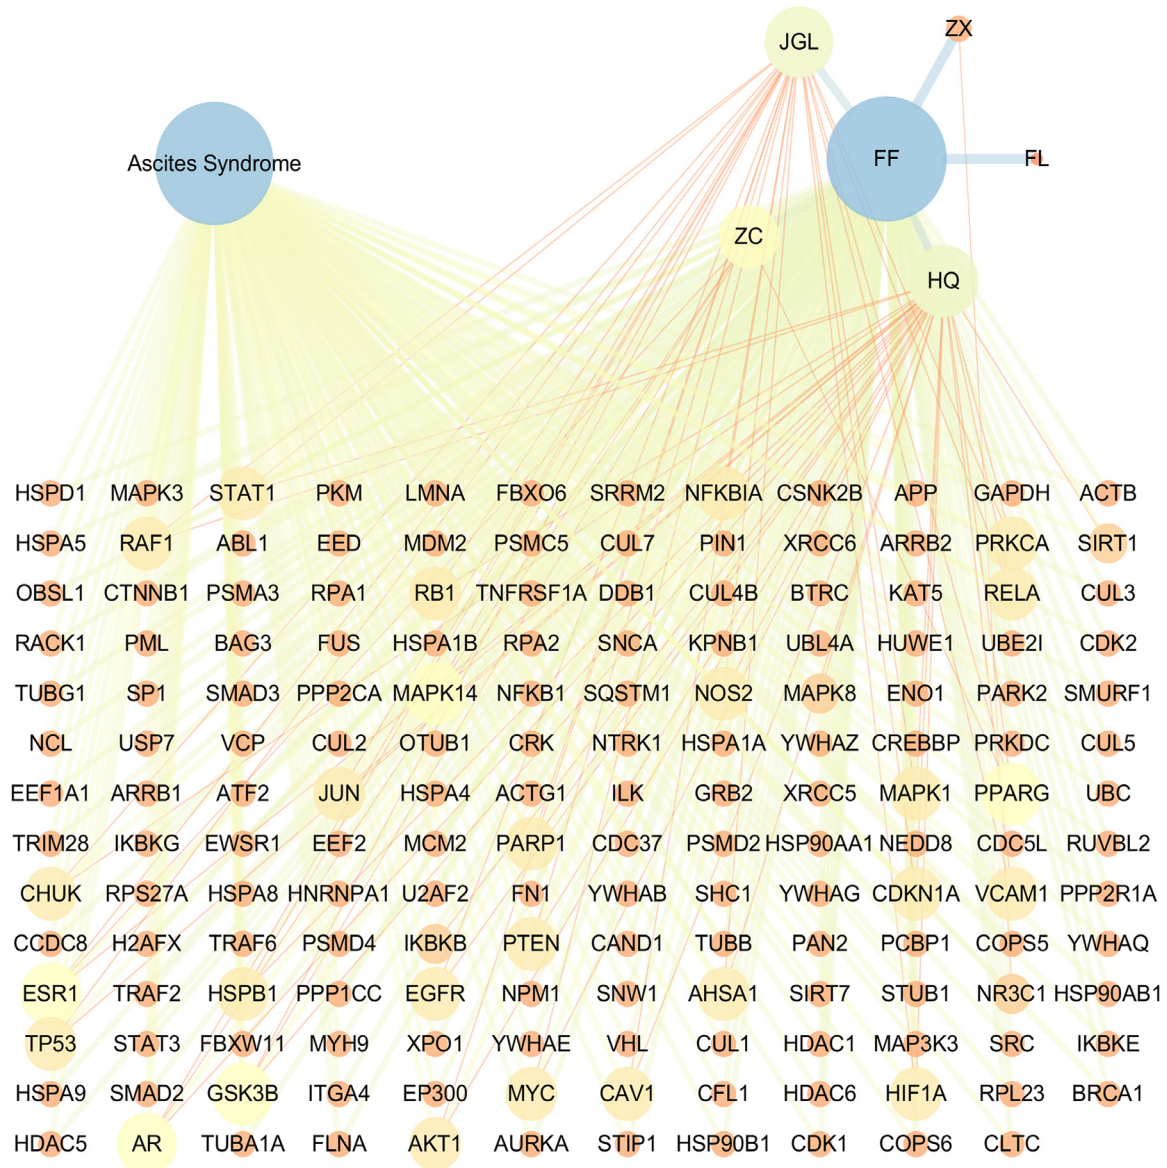 ZX
JGL
Ascites Syndrome
FF
FL
ZC
HQ
HSPD1 MAPK3 STAT1 PKM LMNA FBXO6 SRRM2 NFKBIA CSNK2B APP GAPDH ACTB
HSPA5 RAF1 ABL1 EED MDM2 PSMC5 CUL7 PIN1 XRCC6 ARRB2 PRKCA SIRT1
OBSL1 CTNNB1 PSMA3 RPA1 RB1 TNFRSF1A DDB1 CUL4B BTRC KAT5 RELA CUL3
RACK1 PML BAG3 FUS HSPA1B RPA2 SNCA KPNB1 UBL4A HUWE1 UBE2I CDK2
TUBG1 SP1 SMAD3 PPP2CA MAPK14 NFKB1 SQSTM1 NOS2 MAPK8 ENO1 PARK2 SMURF1
NCL USP7 VCP CUL2 OTUB1 CRK NTRK1 HSPA1A YWHAZ CREBBP PRKDC CUL5
EEF1A1 ARRB1 ATF2 JUN HSPA4 ACTG1 ILK GRB2 XRCC5 MAPK1 PPARG UBC
TRIM28 IKBKG EWSR1 EEF2 MCM2 PARP1 CDC37 PSMD2 HSP90AA1 NEDD8 CDC5L RUVBL2
CHUK RPS27A HSPA8 HNRNPA1 U2AF2 FN1 YWHAB SHC1 YWHAG CDKN1A VCAM1 PPP2R1A
CCDC8 H2AFX TRAF6 PSMD4 IKBKB PTEN CAND1 TUBB PAN2 PCBP1 COPS5 YWHAQ
ESR1 TRAF2 HSPB1 PPP1CC EGFR NPM1 SNW1 AHSA1 SIRT7 STUB1 NR3C1 HSP90AB1
TP53 STAT3 FBXW11 MYH9 XPO1 YWHAE VHL CUL1 HDAC1 MAP3K3 SRC IKBKE
HSPA9 SMAD2 GSK3B ITGA4 EP300 MYC CAV1 CFL1 HDAC6 HIF1A RPL23 BRCA1
HDAC5 AR TUBA1A FLNA AKT1 AURKA STIP1 HSP90B1 CDK1 COPS6 CLTC